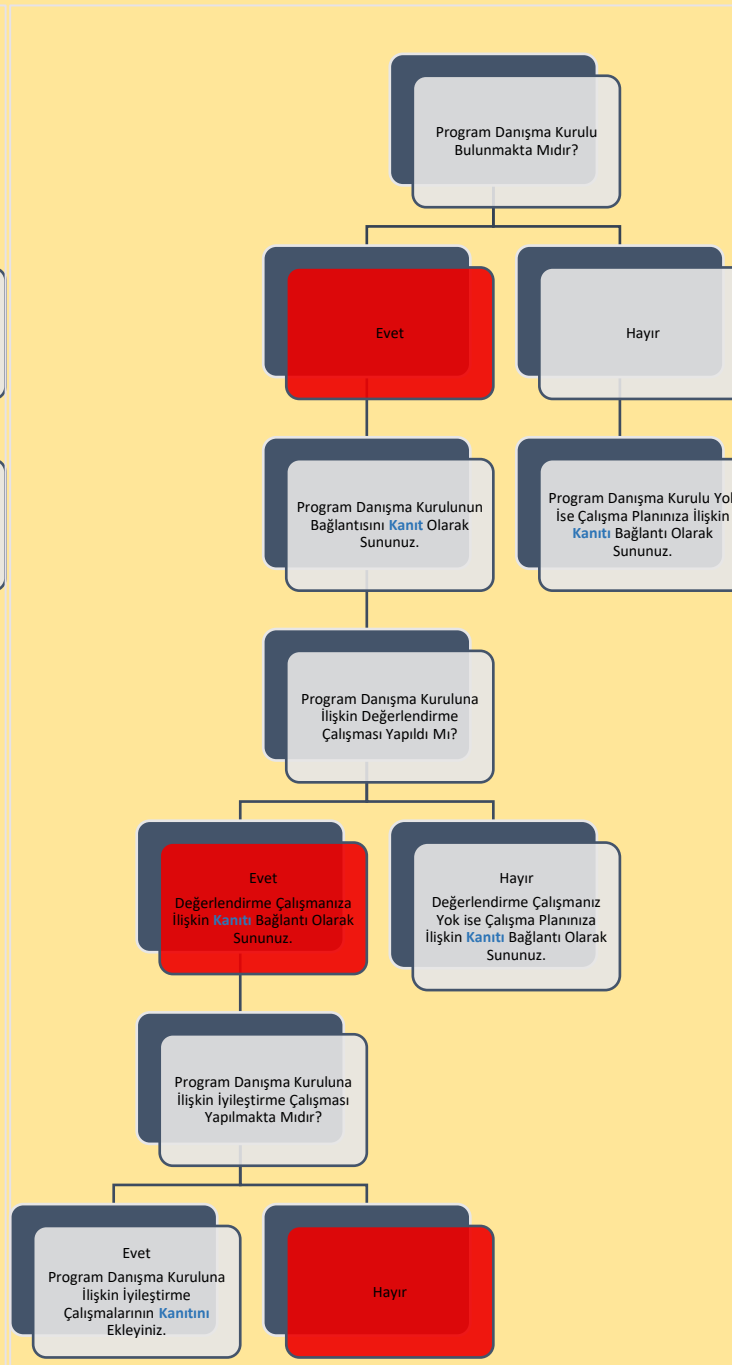 Program Danışma Kurulu
Bulunmakta Mıdır?
Evet
Hayır
Program Danışma Kurulunun
Bağlantısını Kanıt Olarak
Sununuz.
Program Danışma Kurulu Yok
İse Çalışma Planınıza İlişkin
Kanıtı Bağlantı Olarak
Sununuz.
Program Danışma Kuruluna
İlişkin Değerlendirme
Çalışması Yapıldı Mı?
Evet
Değerlendirme Çalışmanıza
İlişkin Kanıtı Bağlantı Olarak
Sununuz.
Hayır
Değerlendirme Çalışmanız
Yok ise Çalışma Planınıza
İlişkin Kanıtı Bağlantı Olarak
Sununuz.
Program Danışma Kuruluna
İlişkin İyileştirme Çalışması
Yapılmakta Mıdır?
Evet
Program Danışma Kuruluna
İlişkin İyileştirme
Çalışmalarının Kanıtını
Ekleyiniz.
Hayır